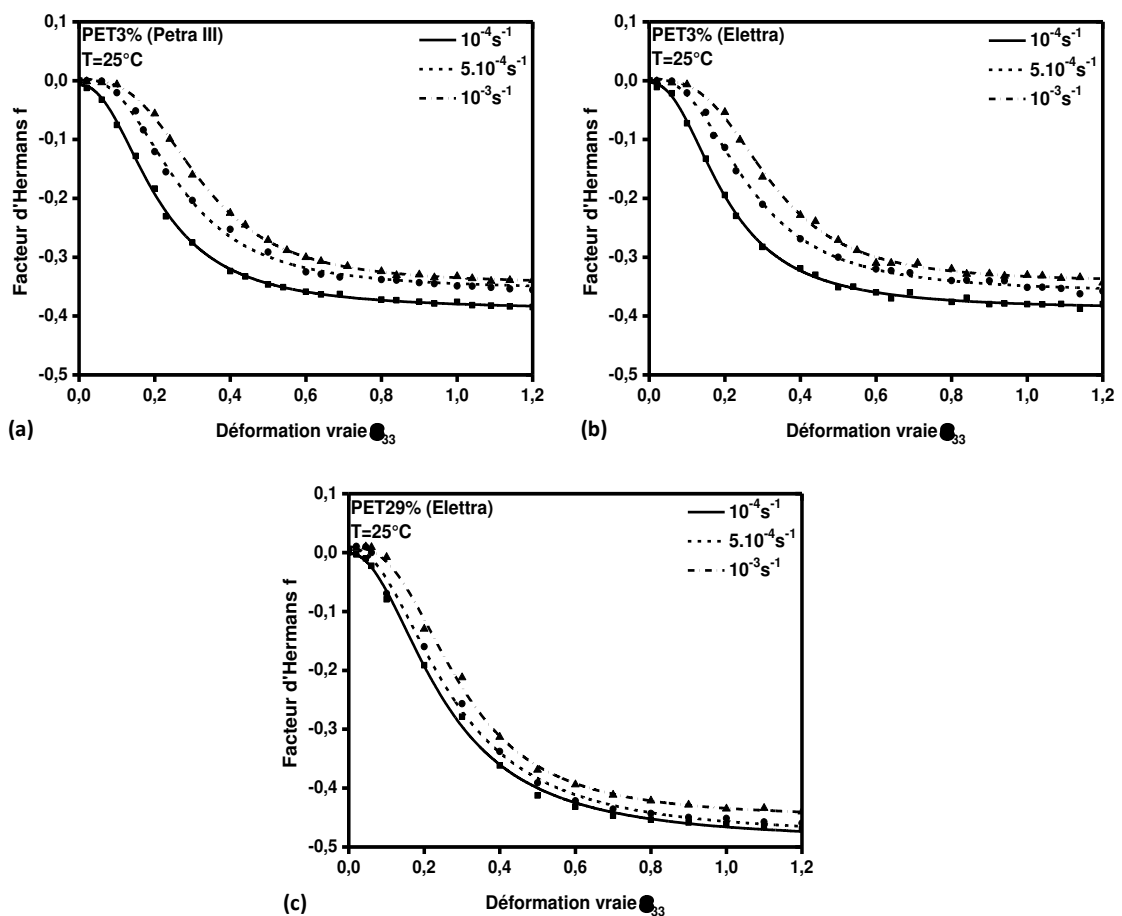 0,1
0,0
-0,1
-0,2
-0,3
-0,4
-0,5
Facteur d'Hermans f
PET3% (Petra III)
T=25°C
10⁻⁴s⁻¹
5.10⁻⁴s⁻¹
10⁻³s⁻¹
0,0 0,2 0,4 0,6 0,8 1,0 1,2
(a)
Déformation vraie 33
0,1
0,0
-0,1
-0,2
-0,3
-0,4
-0,5
Facteur d'Hermans f
PET3% (Elettra)
T=25°C
10⁻⁴s⁻¹
5.10⁻⁴s⁻¹
10⁻³s⁻¹
0,0 0,2 0,4 0,6 0,8 1,0 1,2
(b)
Déformation vraie 33
0,1
0,0
-0,1
-0,2
-0,3
-0,4
-0,5
Facteur d'Hermans f
PET29% (Elettra)
T=25°C
10⁻⁴s⁻¹
5.10⁻⁴s⁻¹
10⁻³s⁻¹
0,0 0,2 0,4 0,6 0,8 1,0 1,2
(c)
Déformation vraie 33